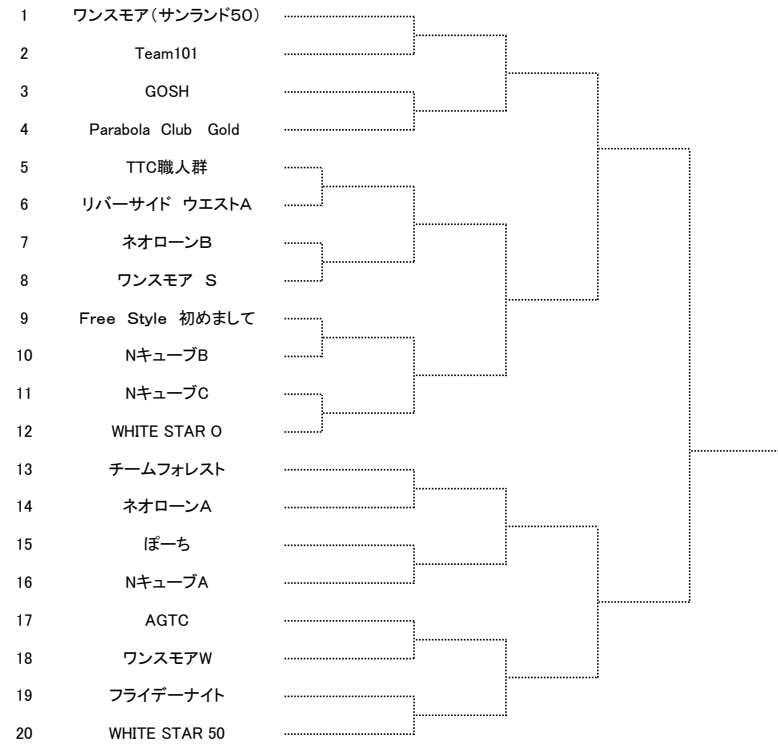 1 ワンスモア（サンランド50）
2 Team101
3 GOSH
4 Parabola Club　Gold
5 TTC職人群
6 リバーサイド ウエストA
7 ネオローンB
8 ワンスモア　S
9 Free　Style　初めまして
10 NキューブB
11 NキューブC
12 WHITE STAR O
13 チームフォレスト
14 ネオローンA
15 ぽーち
16 NキューブA
17 AGTC
18 ワンスモアW
19 フライデーナイト
20 WHITE STAR 50